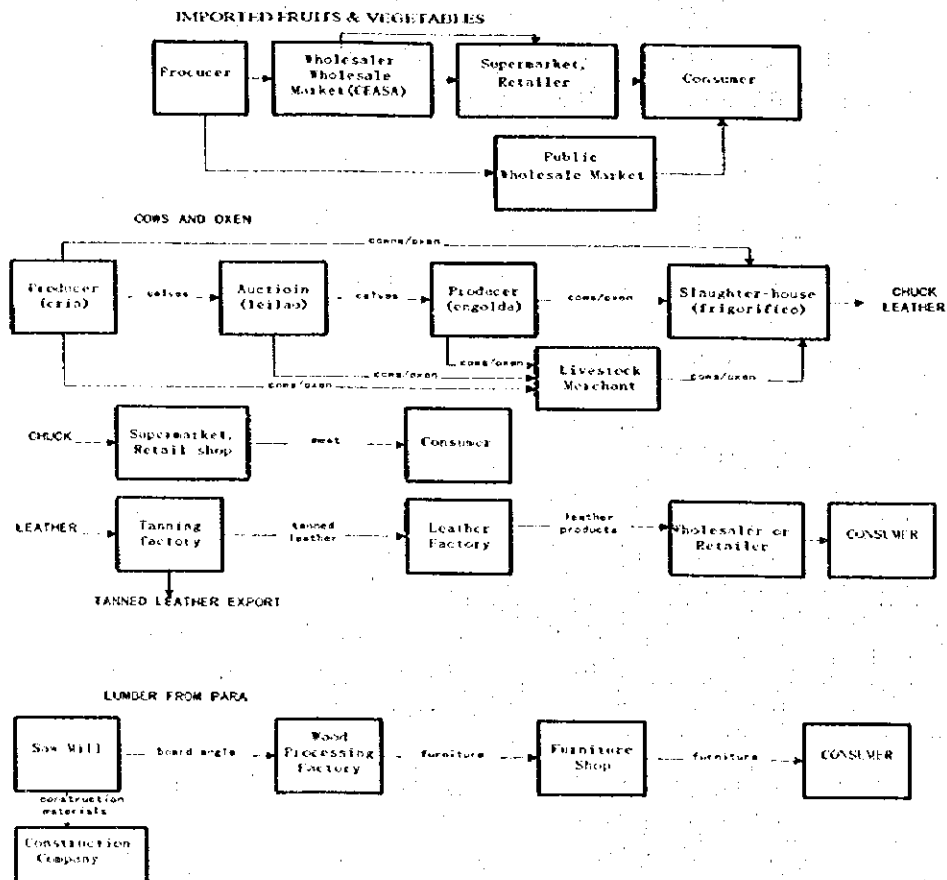 IMPORTED FRUITS & VEGETABLES
Producer
Wholesaler
Wholesale
Market(CEASA)
Supermarket,
Retailer
Consumer
Public
Wholesale Market
COWS AND OXEN
cowns/oxen
Producer
(cria)
calves
Auctioin
(leilao)
calves
Producer
(engolda)
cows/oxen
Slaughter-house
(frigorifico)
CHUCK
LEATHER
cows/oxen
cows/oxen
cows/oxen
Livestock
Merchant
cows/oxen
CHUCK
Supermarket,
Retail shop
meat
Consumer
LEATHER
Tanning
factory
tanned
leather
Leather
Factory
leather
products
Wholesaler or
Retailer
CONSUMER
TANNED LEATHER EXPORT
LUMBER FROM PARA
Saw Mill
board angle
Wood
Processing
Factory
furniture
Furniture
Shop
furniture
CONSUMER
construction
materials
Construction
Company